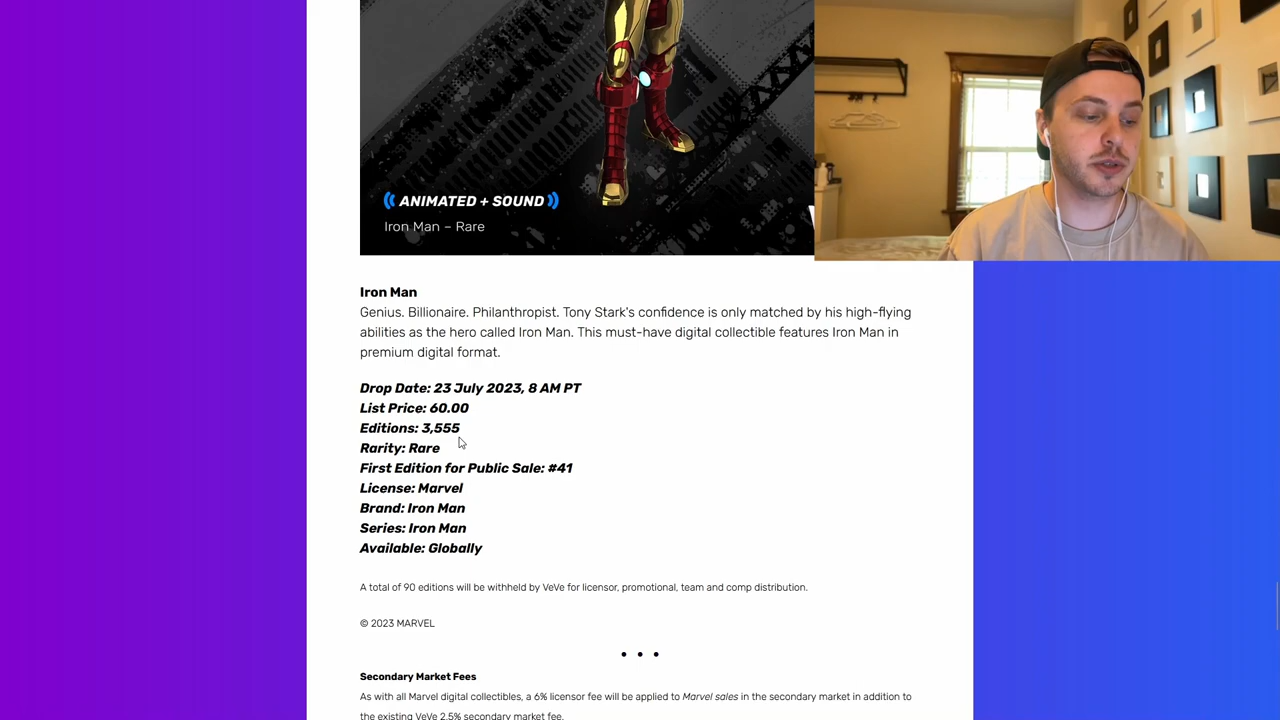 ANIMATED + SOUND
Iron Man – Rare
Iron Man
Genius. Billionaire. Philanthropist. Tony Stark's confidence is only matched by his high-flying
abilities as the hero called Iron Man. This must-have digital collectible features Iron Man in
premium digital format.
Drop Date: 23 July 2023, 8 AM PT
List Price: 60.00
Editions: 3,555
Rarity: Rare
First Edition for Public Sale: #41
License: Marvel
Brand: Iron Man
Series: Iron Man
Available: Globally
A total of 90 editions will be withheld by VeVe for licensor, promotional, team and comp distribution.
© 2023 MARVEL
• • •
Secondary Market Fees
As with all Marvel digital collectibles, a 6% licensor fee will be applied to Marvel sales in the secondary market in addition to
the existing VeVe 2.5% secondary market fee.